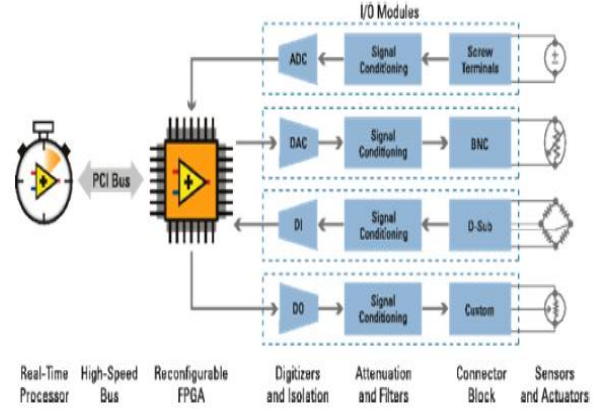 I/O Modules
ADC
Signal
Conditioning
Screw
Terminals
DAC
Signal
Conditioning
BNC
PCI Bus
DI
Signal
Conditioning
D-Sub
DO
Signal
Conditioning
Custom
Real-Time
Processor
High-Speed
Bus
Reconfigurable
FPGA
Digitizers
and Isolation
Attenuation
and Filters
Connector
Block
Sensors
and Actuators